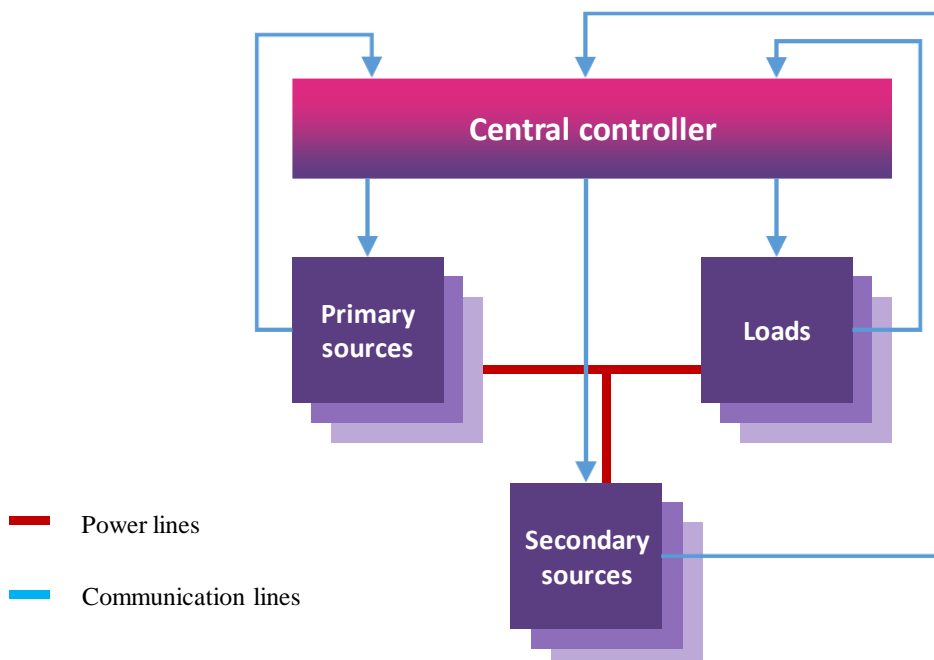 Central controller
Primary
sources
Loads
Secondary
sources
Power lines
Communication lines